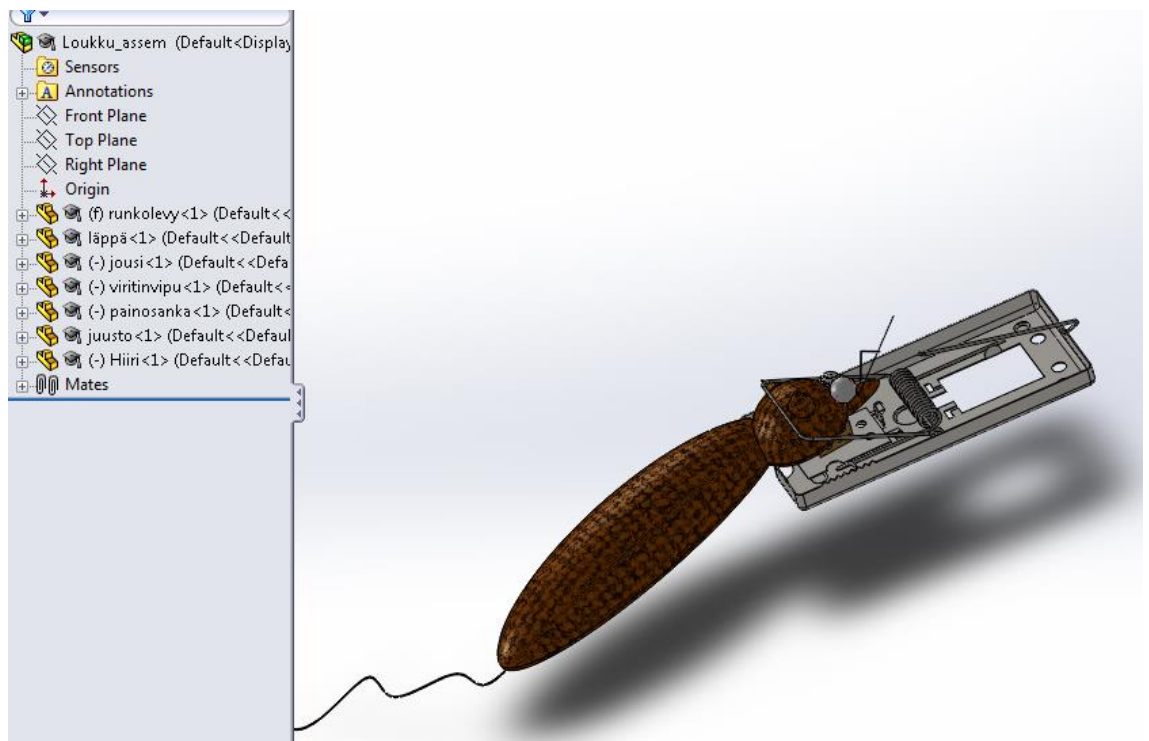 Loukku_assem (Default<Display
Sensors
Annotations
Front Plane
Top Plane
Right Plane
Origin
(f) runkolevy<1> (Default<<
läppä<1> (Default<<Default
(-) jousi<1> (Default<<Defa
(-) viritinvipu<1> (Default<<
(-) painosanka<1> (Default<
juusto<1> (Default<<Defaul
(-) Hiiri<1> (Default<<Defau
Mates